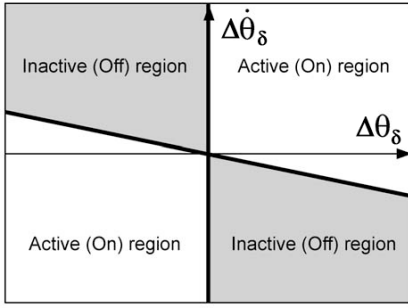 Δθ̇δ
Inactive (Off) region
Active (On) region
Δθδ
Active (On) region
Inactive (Off) region